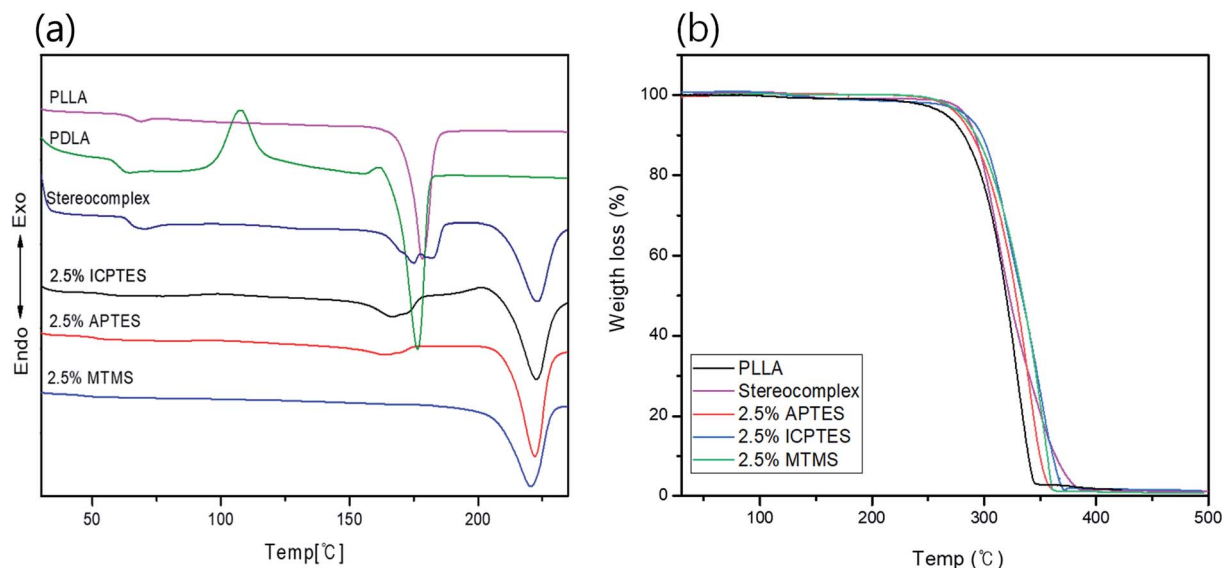 (a)
PLLA
PDLA
Stereocomplex
2.5% ICPTES
2.5% APTES
2.5% MTMS
Endo ⟷ Exo
50
100
150
200
Temp[℃]
(b)
100
80
60
40
20
0
Weigth loss (%)
PLLA
Stereocomplex
2.5% APTES
2.5% ICPTES
2.5% MTMS
100
200
300
400
500
Temp (℃)